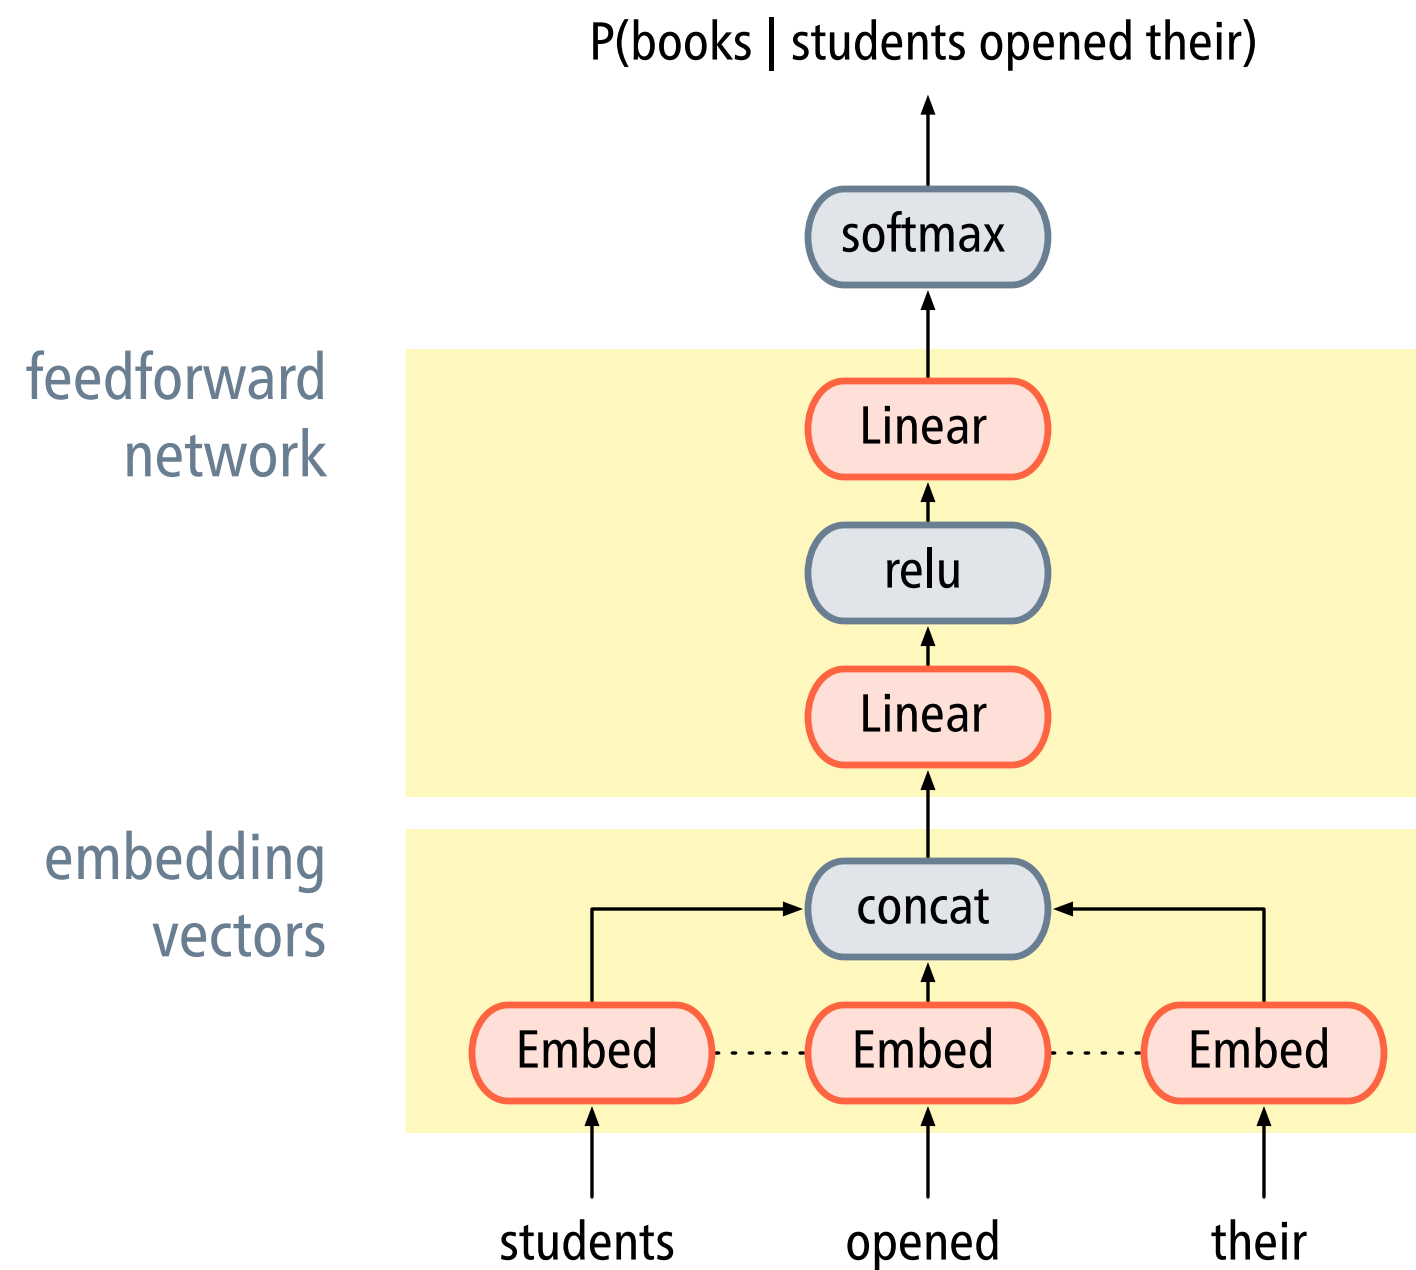 P(books | students opened their)
softmax
feedforward
network
Linear
relu
Linear
embedding
vectors
concat
Embed Embed Embed
students opened their